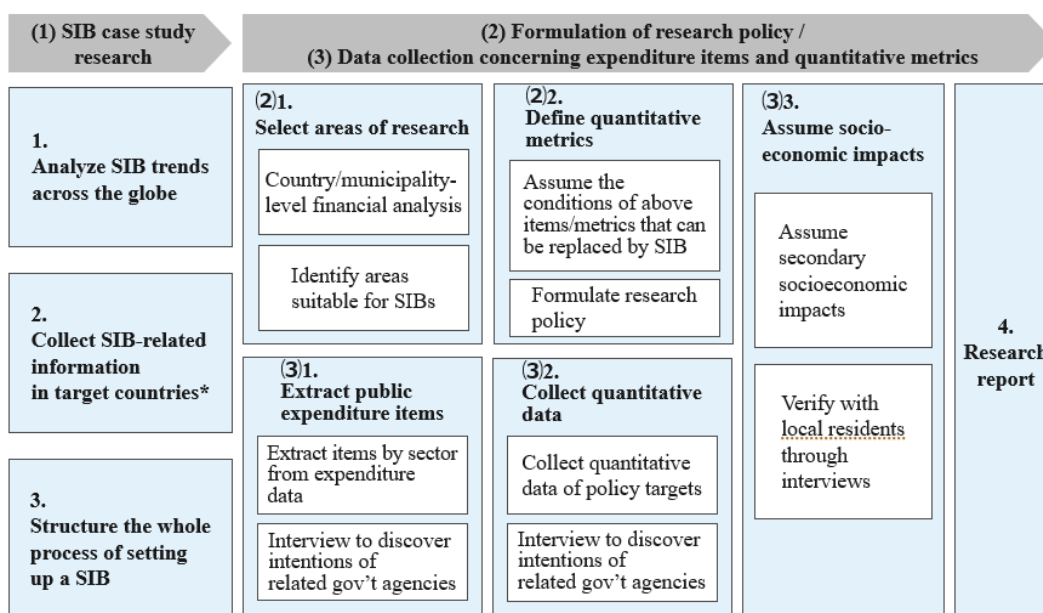 (1) SIB case study
research
(2) Formulation of research policy /
(3) Data collection concerning expenditure items and quantitative metrics
1.
Analyze SIB trends
across the globe
2.
Collect SIB-related
information
in target countries*
3.
Structure the whole
process of setting
up a SIB
(2)1.
Select areas of research
Country/municipality-
level financial analysis
Identify areas
suitable for SIBs
(2)2.
Define quantitative
metrics
Assume the
conditions of above
items/metrics that can
be replaced by SIB
Formulate research
policy
(3)1.
Extract public
expenditure items
Extract items by sector
from expenditure
data
Interview to discover
intentions of
related gov't agencies
(3)2.
Collect quantitative
data
Collect quantitative
data of policy targets
Interview to discover
intentions of
related gov't agencies
(3)3.
Assume socio-
economic impacts
Assume
secondary
socioeconomic
impacts
Verify with
local residents
through
interviews
4.
Research
report